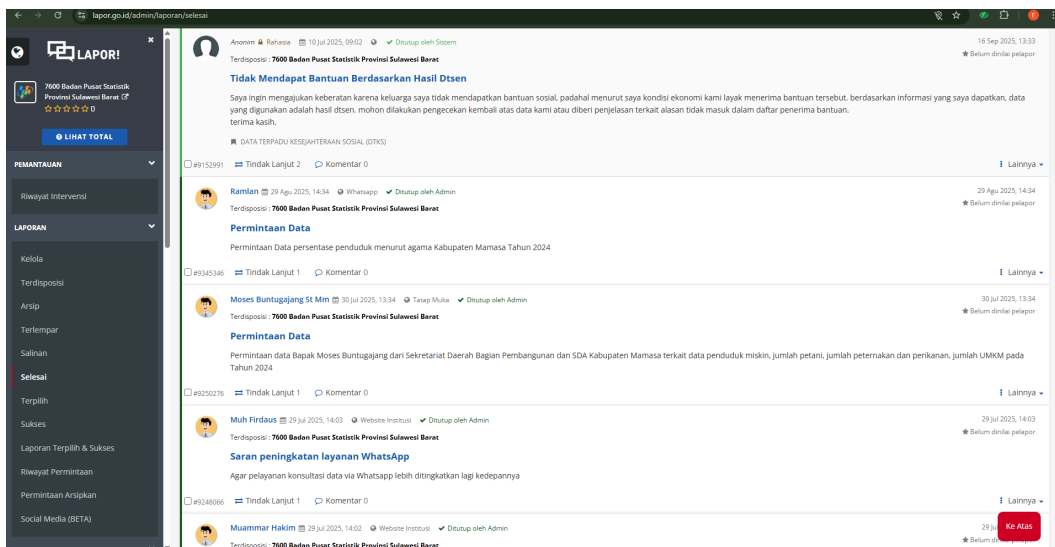 lapor.go.id/admin/laporan/selesai
LAPOR!
7600 Badan Pusat Statistik
Provinsi Sulawesi Barat
0
LIHAT TOTAL
PEMANTAUAN
Riwayat Intervensi
LAPORAN
Kelola
Terdisposisi
Arsip
Terlempar
Salinan
Selesai
Terpilih
Sukses
Laporan Terpilih & Sukses
Riwayat Permintaan
Permintaan Arsipkan
Social Media (BETA)
Anonim Rahasia 10 Jul 2025, 09:02 Ditutup oleh Sistem
16 Sep 2025, 13:33
Terdisposisi : 7600 Badan Pusat Statistik Provinsi Sulawesi Barat
Belum dinilai pelapor
Tidak Mendapat Bantuan Berdasarkan Hasil Dtsen
Saya ingin mengajukan keberatan karena keluarga saya tidak mendapatkan bantuan sosial, padahal menurut saya kondisi ekonomi kami layak menerima bantuan tersebut. berdasarkan informasi yang saya dapatkan, data
yang digunakan adalah hasil dtsen. mohon dilakukan pengecekan kembali atas data kami atau diberi penjelasan terkait alasan tidak masuk dalam daftar penerima bantuan.
terima kasih.
DATA TERPADU KESEJAHTERAAN SOSIAL (DTKS)
#9152991 Tindak Lanjut 2 Komentar 0 Lainnya
Ramlan 29 Agu 2025, 14:34 Whatsapp Ditutup oleh Admin
29 Agu 2025, 14:34
Terdisposisi : 7600 Badan Pusat Statistik Provinsi Sulawesi Barat
Belum dinilai pelapor
Permintaan Data
Permintaan Data persentase penduduk menurut agama Kabupaten Mamasa Tahun 2024
#9345346 Tindak Lanjut 1 Komentar 0 Lainnya
Moses Buntugajang St Mm 30 Jul 2025, 13:34 Tatap Muka Ditutup oleh Admin
30 Jul 2025, 13:34
Terdisposisi : 7600 Badan Pusat Statistik Provinsi Sulawesi Barat
Belum dinilai pelapor
Permintaan Data
Permintaan data Bapak Moses Buntugajang dari Sekretariat Daerah Bagian Pembangunan dan SDA Kabupaten Mamasa terkait data penduduk miskin, jumlah petani, jumlah peternakan dan perikanan, jumlah UMKM pada
Tahun 2024
#9250276 Tindak Lanjut 1 Komentar 0 Lainnya
Muh Firdaus 29 Jul 2025, 14:03 Website Institusi Ditutup oleh Admin
29 Jul 2025, 14:03
Terdisposisi : 7600 Badan Pusat Statistik Provinsi Sulawesi Barat
Belum dinilai pelapor
Saran peningkatan layanan WhatsApp
Agar pelayanan konsultasi data via Whatsapp lebih ditingkatkan lagi kedepannya
#9248066 Tindak Lanjut 1 Komentar 0 Lainnya
Muammar Hakim 29 Jul 2025, 14:02 Website Institusi Ditutup oleh Admin
29
Ke Atas
Terdisposisi : 7600 Badan Pusat Statistik Provinsi Sulawesi Barat
Belum